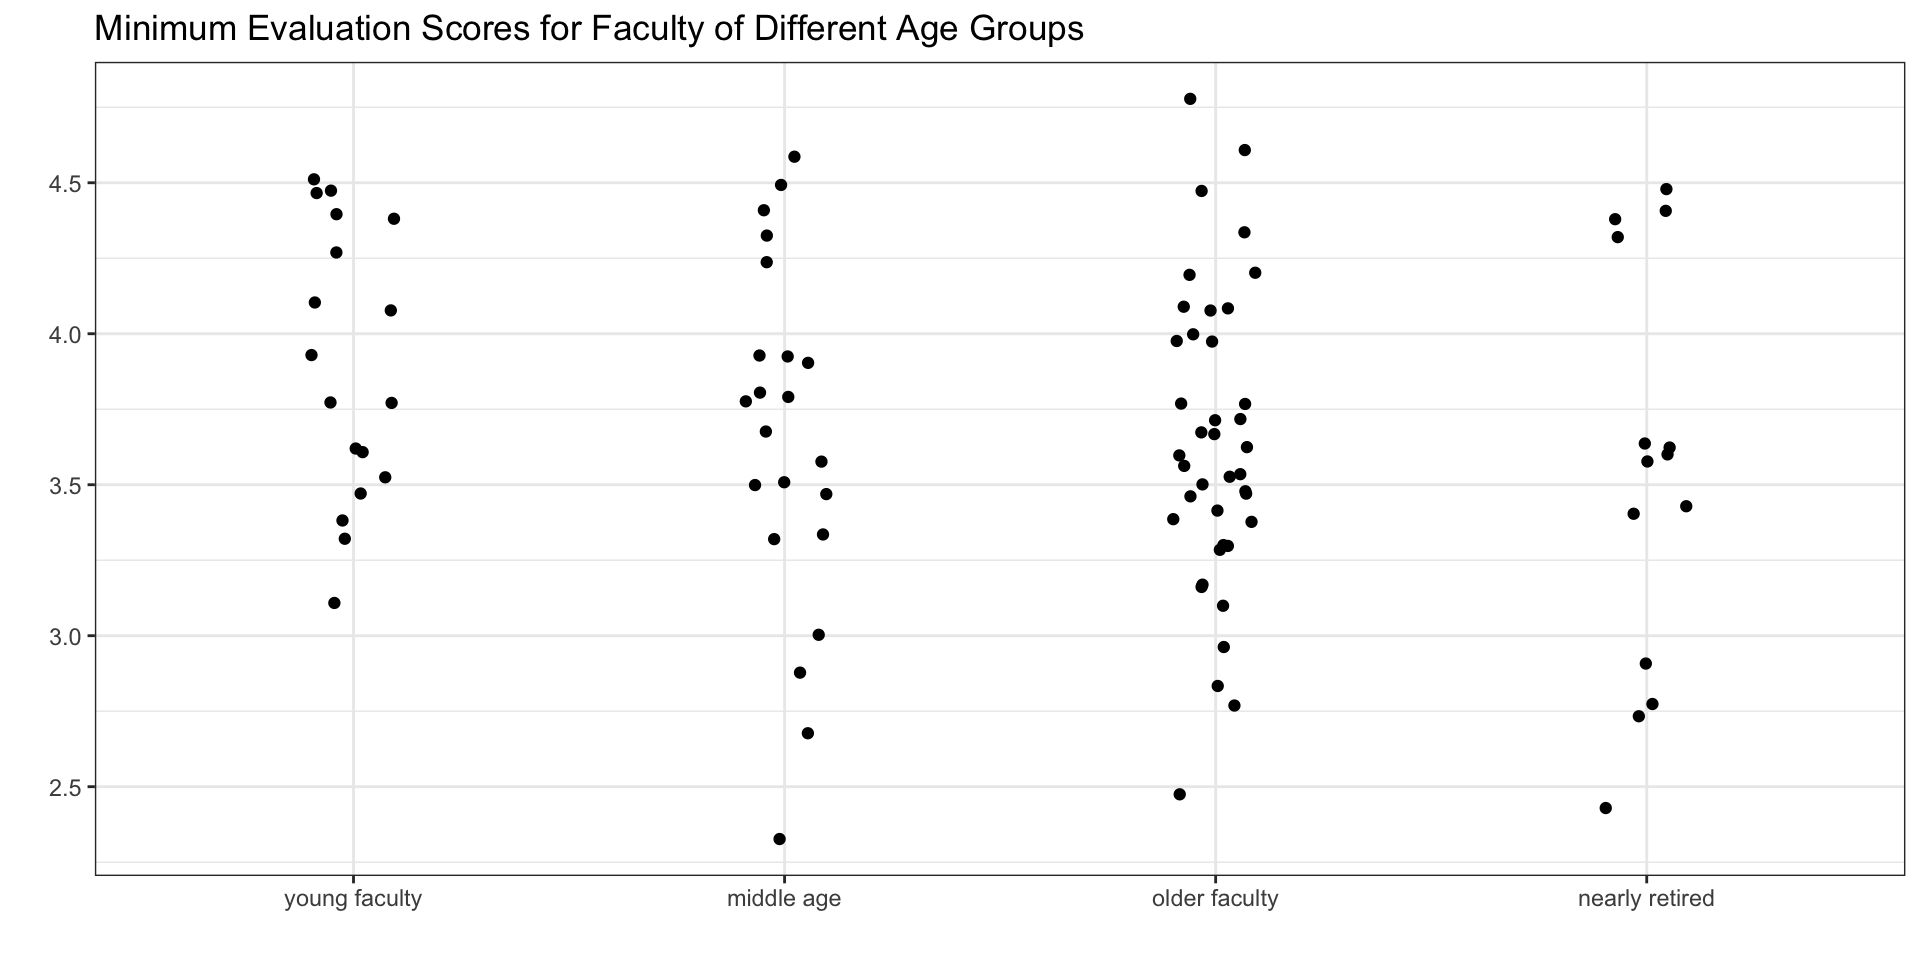 Minimum Evaluation Scores for Faculty of Different Age Groups
4.5
4.0
3.5
3.0
2.5
young faculty middle age older faculty nearly retired